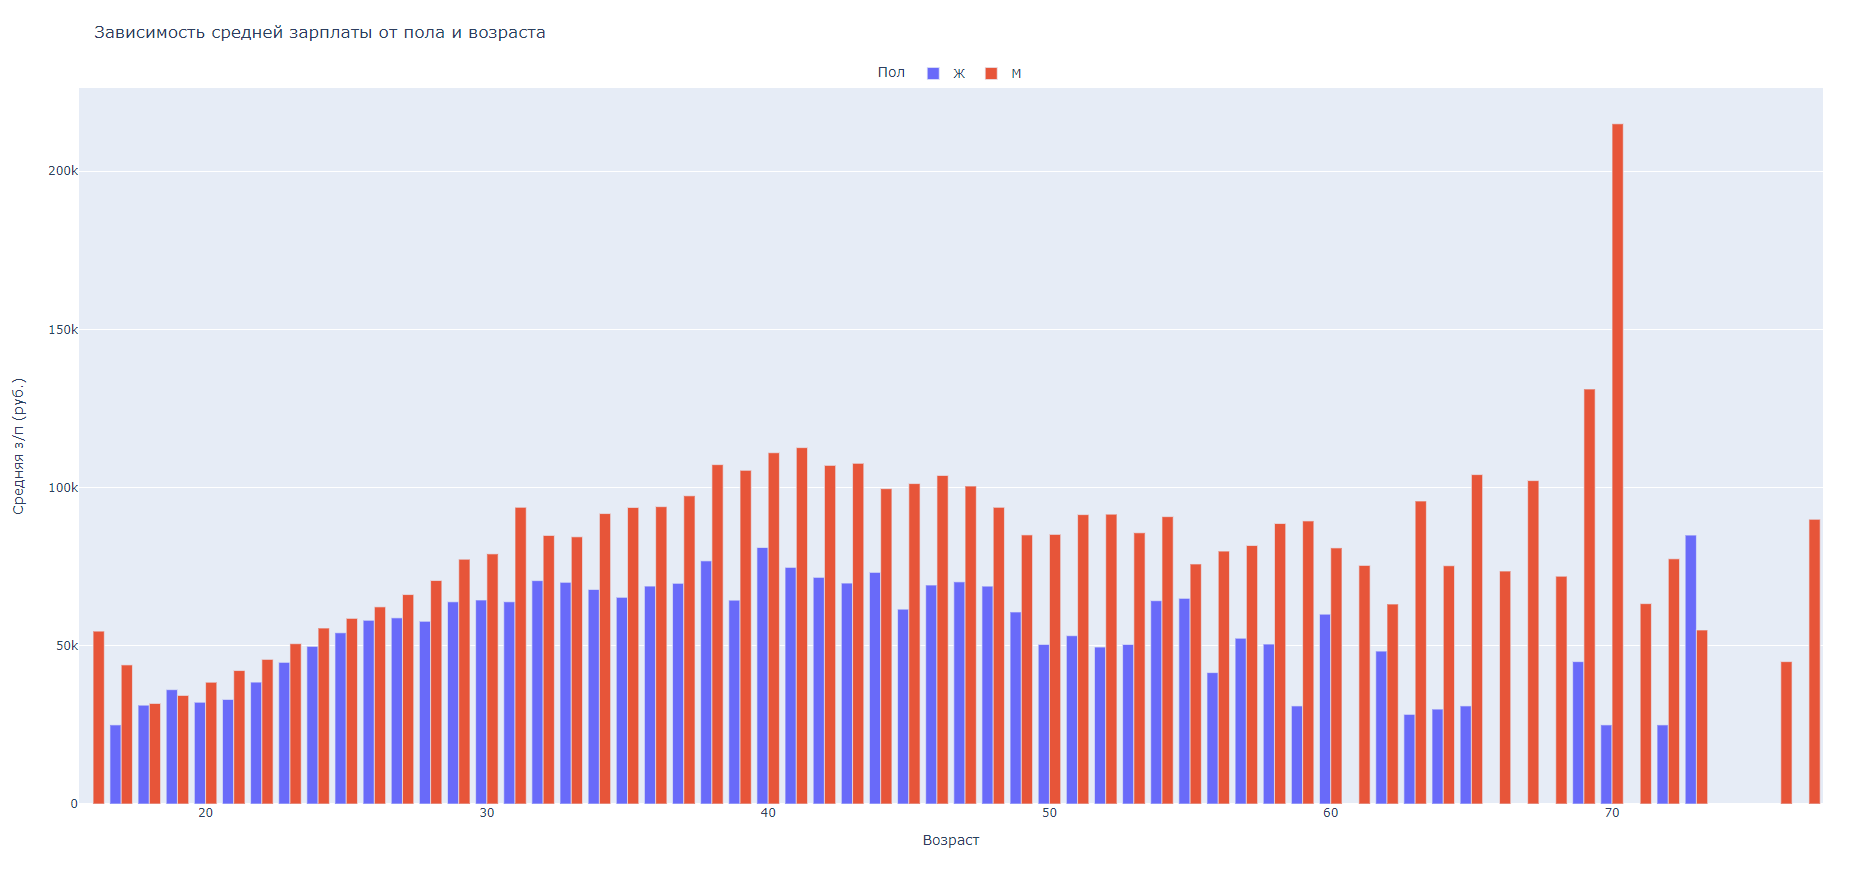 Зависимость средней зарплаты от пола и возраста
Пол ж м
200k
150k
100k
50k
0
Средняя з/п (руб.)
20 30 40 50 60 70
Возраст